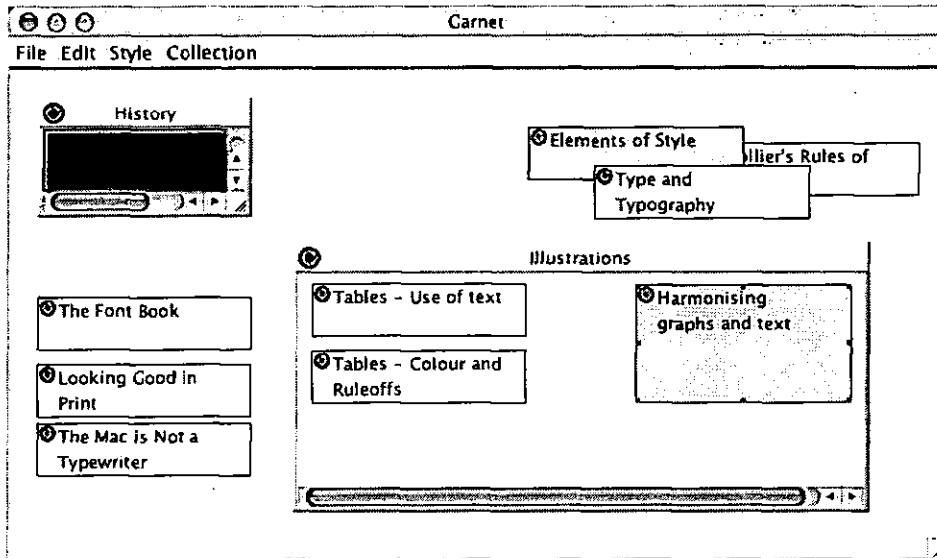 Garnet
File Edit Style Collection
History
Elements of Style
Rules of
Type and
Typography
Illustrations
The Font Book
Tables - Use of text
Harmonising
graphs and text
Looking Good in
Print
Tables - Colour and
Ruleoffs
The Mac is Not a
Typewriter